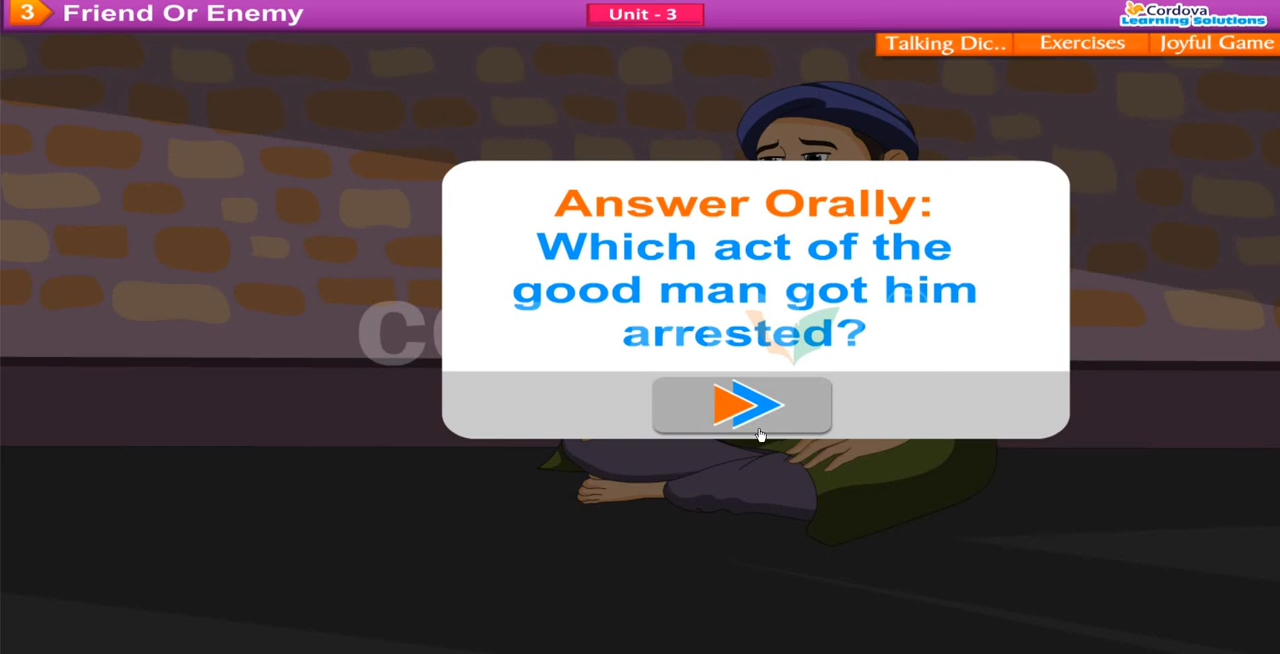 3 Friend Or Enemy
Unit - 3
Cordova
Learning Solutions
Talking Dic.. Exercises Joyful Game
Answer Orally:
Which act of the
good man got him
arrested?